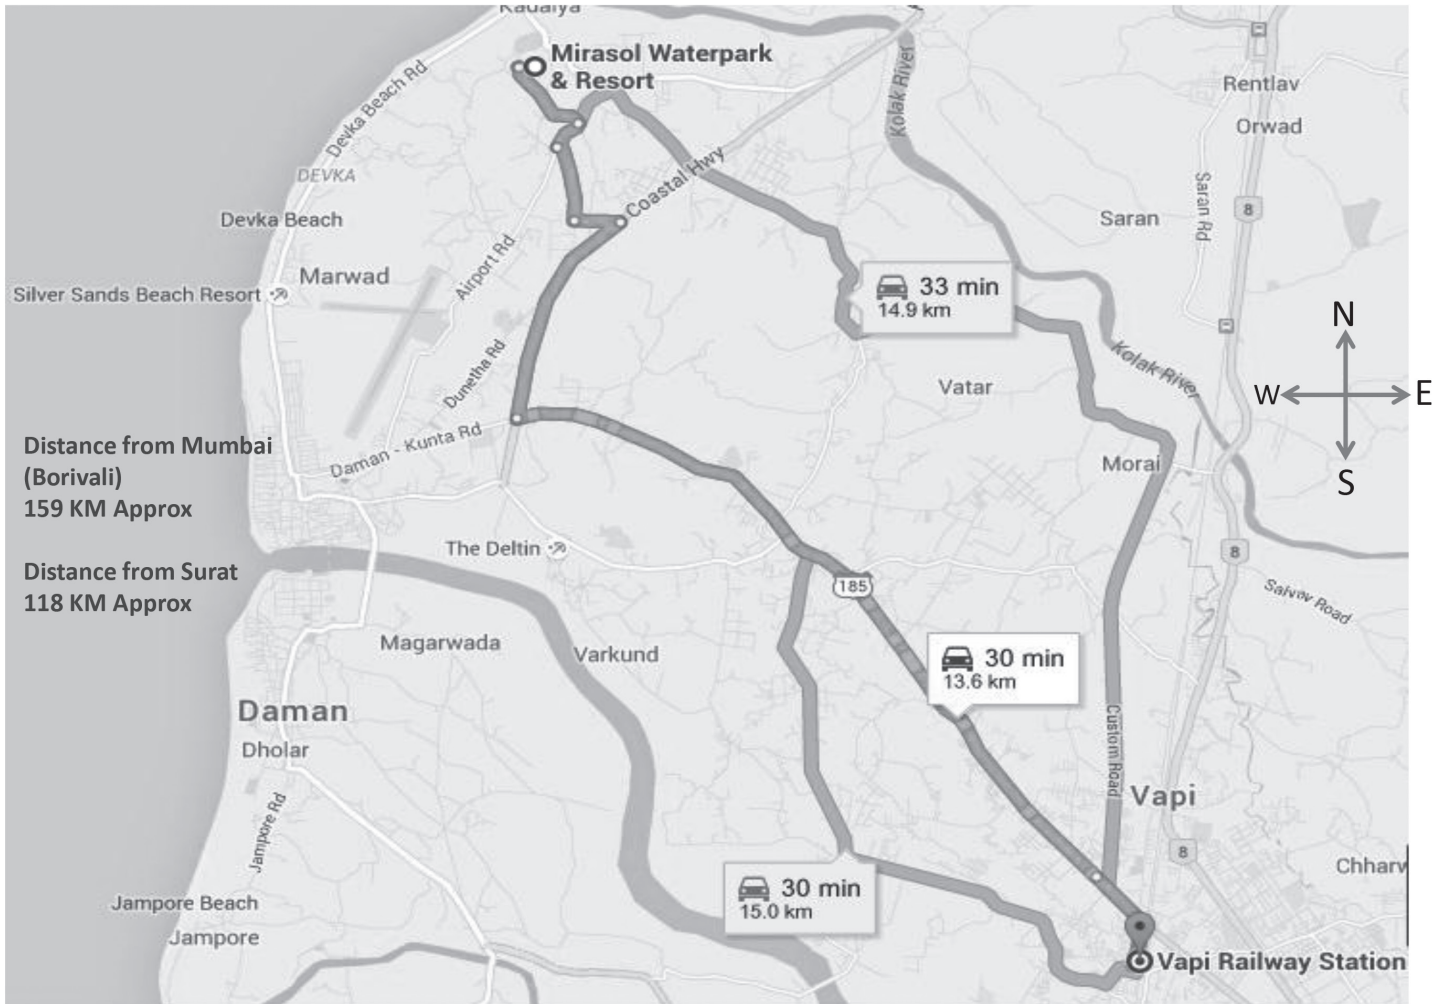 Kadaiya
Mirasol Waterpark
& Resort
Devka Beach Rd
DEVKA
Devka Beach
Marwad
Silver Sands Beach Resort
Airport Rd
Dunetha Rd
Coastal Hwy
Kolak River
Rentlav
Orwad
Saran Rd
Saran
8
33 min
14.9 km
Kolak River
Vatar
N
W
E
S
Daman - Kunta Rd
Distance from Mumbai
(Borivali)
159 KM Approx
Morai
The Deltin
8
Distance from Surat
118 KM Approx
185
Salvav Road
Magarwada
Varkund
30 min
13.6 km
Daman
Dholar
Custom Road
Vapi
Jampore Rd
8
Chharw
30 min
15.0 km
Jampore Beach
Jampore
Vapi Railway Station